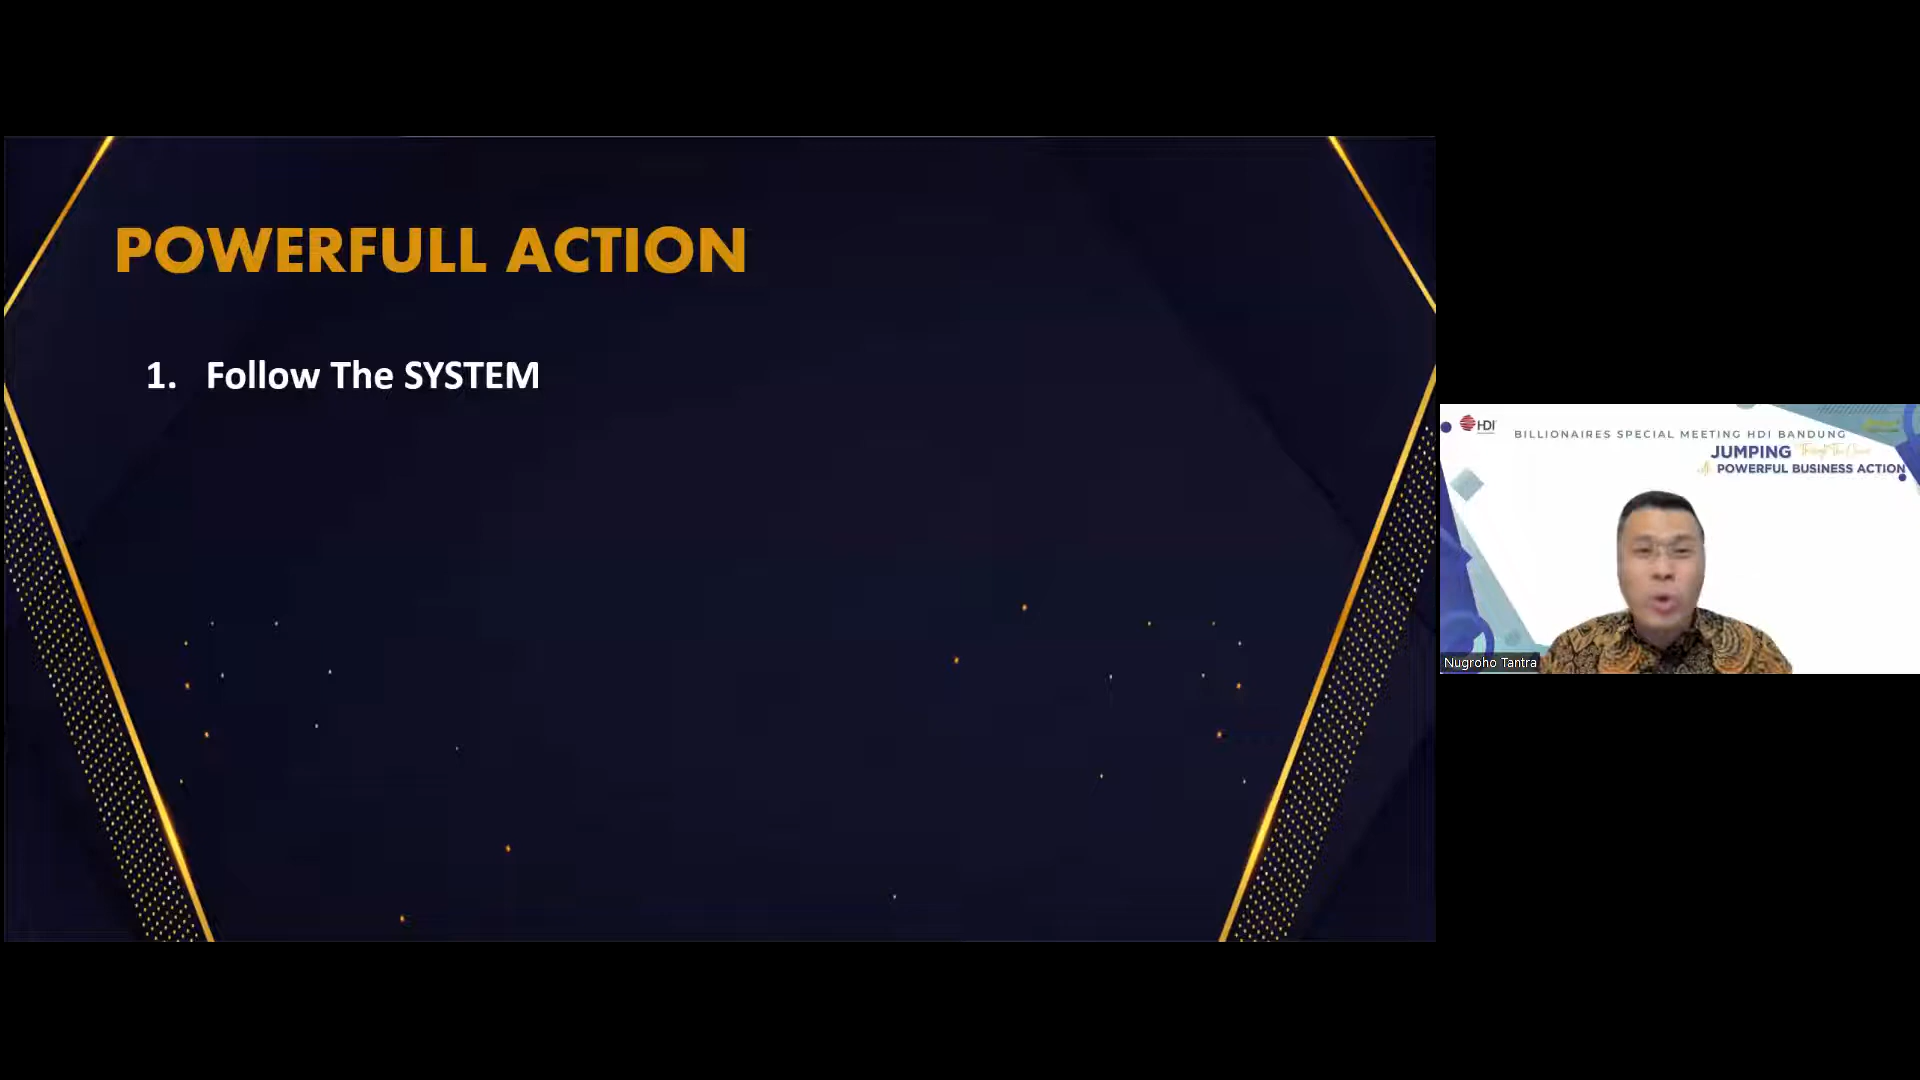 POWERFULL ACTION
1. Follow The SYSTEM
HDI
BILLIONAIRES SPECIAL MEETING HDI BANDUNG
JUMPING
POWERFUL BUSINESS ACTION
Nugroho Tantra